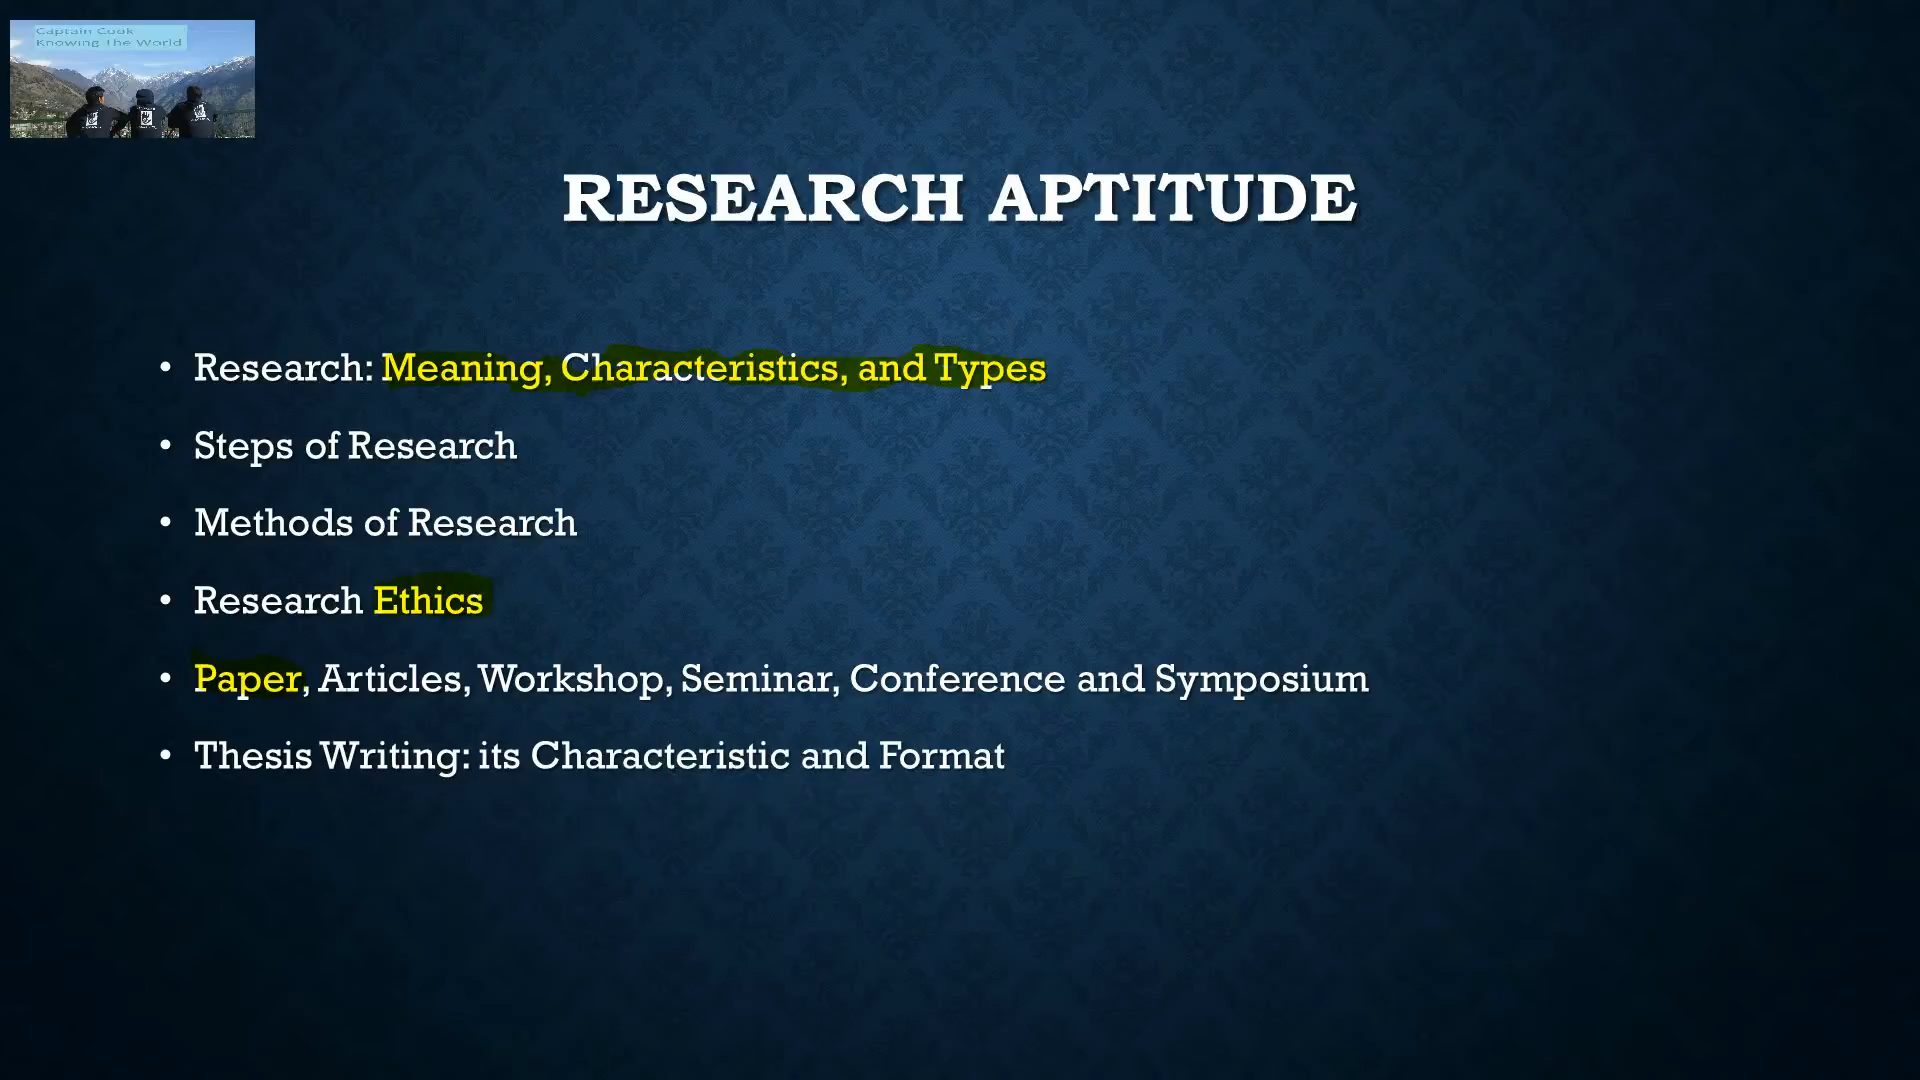 Captain Cook
Knowing The World
RESEARCH APTITUDE
• Research: Meaning, Characteristics, and Types
• Steps of Research
• Methods of Research
• Research Ethics
• Paper, Articles, Workshop, Seminar, Conference and Symposium
• Thesis Writing: its Characteristic and Format